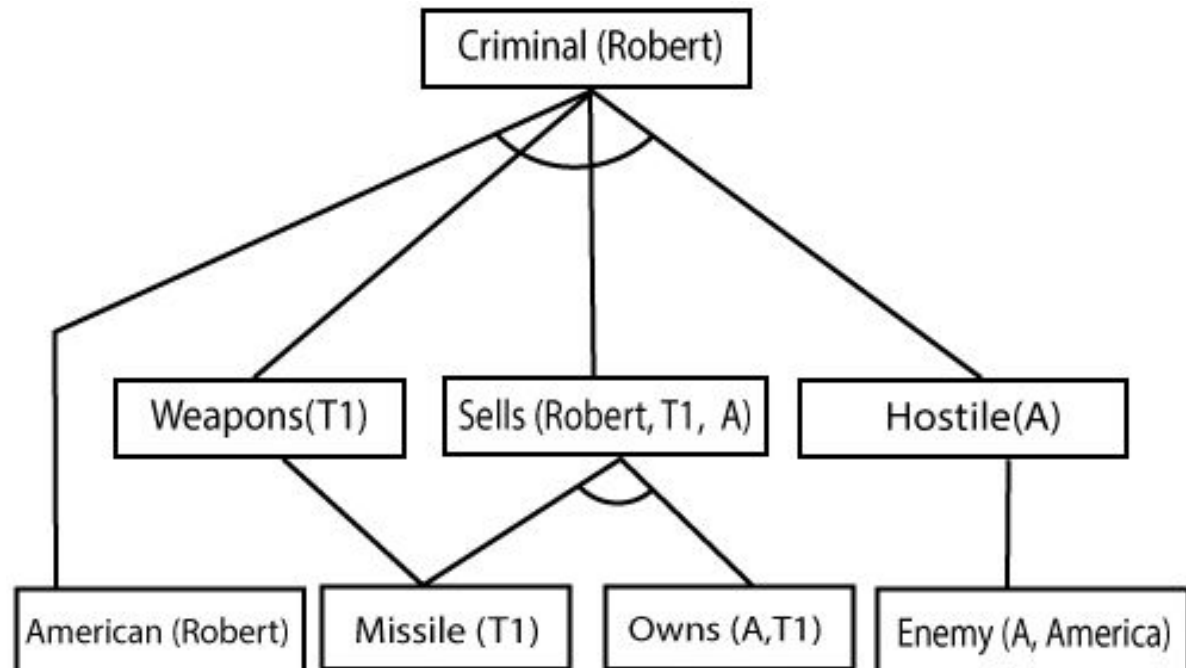 Criminal (Robert)
Weapons(T1)
Sells (Robert, T1, A)
Hostile(A)
American (Robert)
Missile (T1)
Owns (A,T1)
Enemy (A, America)